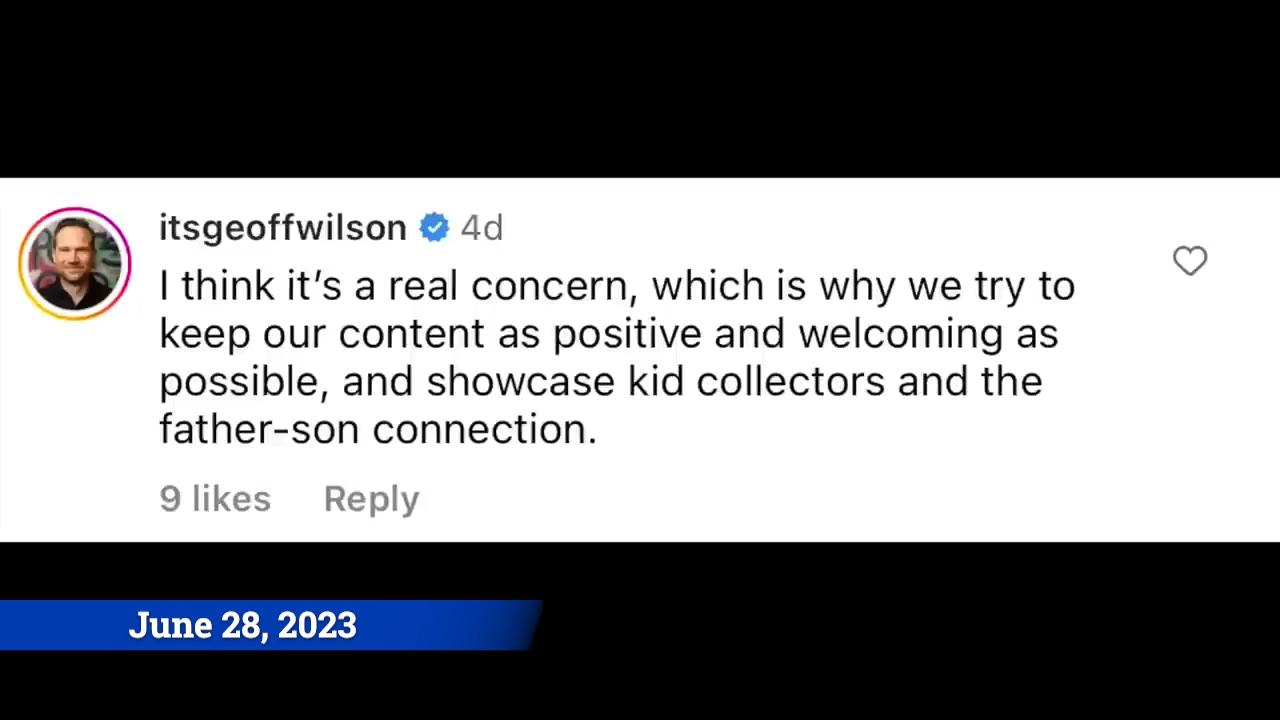 itsgeoffwilson 4d
I think it’s a real concern, which is why we try to
keep our content as positive and welcoming as
possible, and showcase kid collectors and the
father-son connection.
9 likes Reply
June 28, 2023